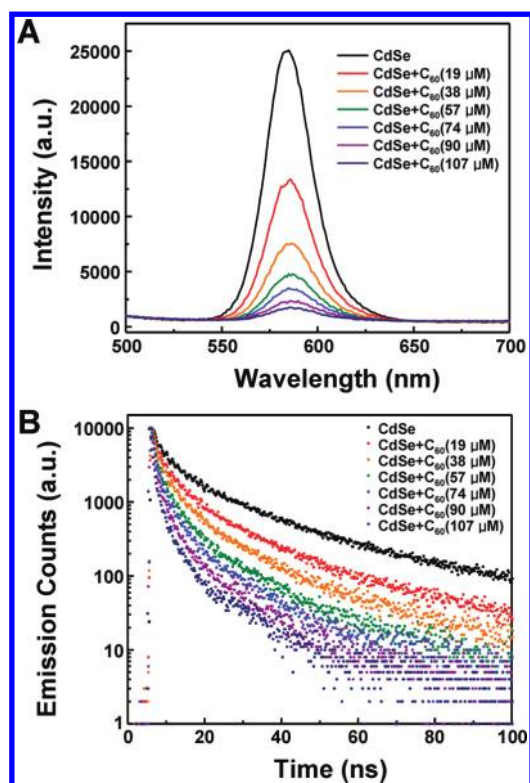 A
25000
20000
15000
10000
5000
0
Intensity (a.u.)
CdSe
CdSe+C60(19 μM)
CdSe+C60(38 μM)
CdSe+C60(57 μM)
CdSe+C60(74 μM)
CdSe+C60(90 μM)
CdSe+C60(107 μM)
500 550 600 650 700
Wavelength (nm)
B
10000
1000
100
10
1
Emission Counts (a.u.)
CdSe
CdSe+C60(19 μM)
CdSe+C60(38 μM)
CdSe+C60(57 μM)
CdSe+C60(74 μM)
CdSe+C60(90 μM)
CdSe+C60(107 μM)
0 20 40 60 80 100
Time (ns)